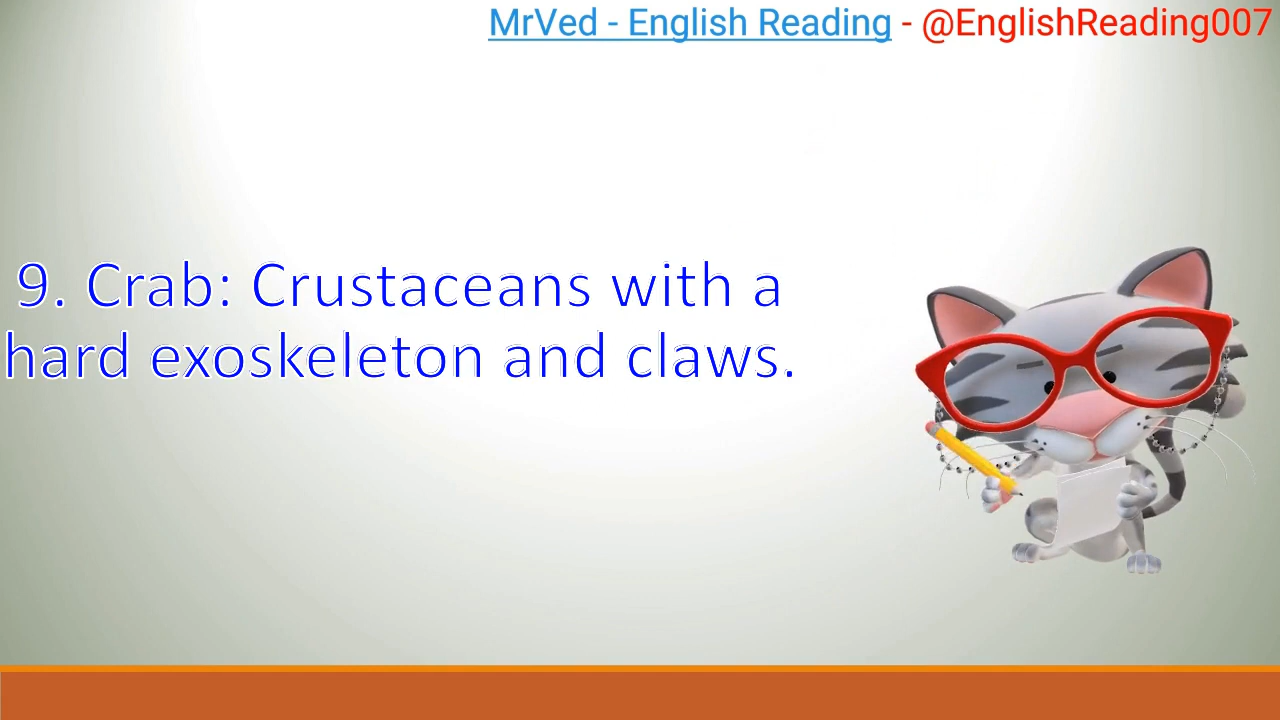 MrVed - English Reading - @EnglishReading007
9. Crab: Crustaceans with a
hard exoskeleton and claws.